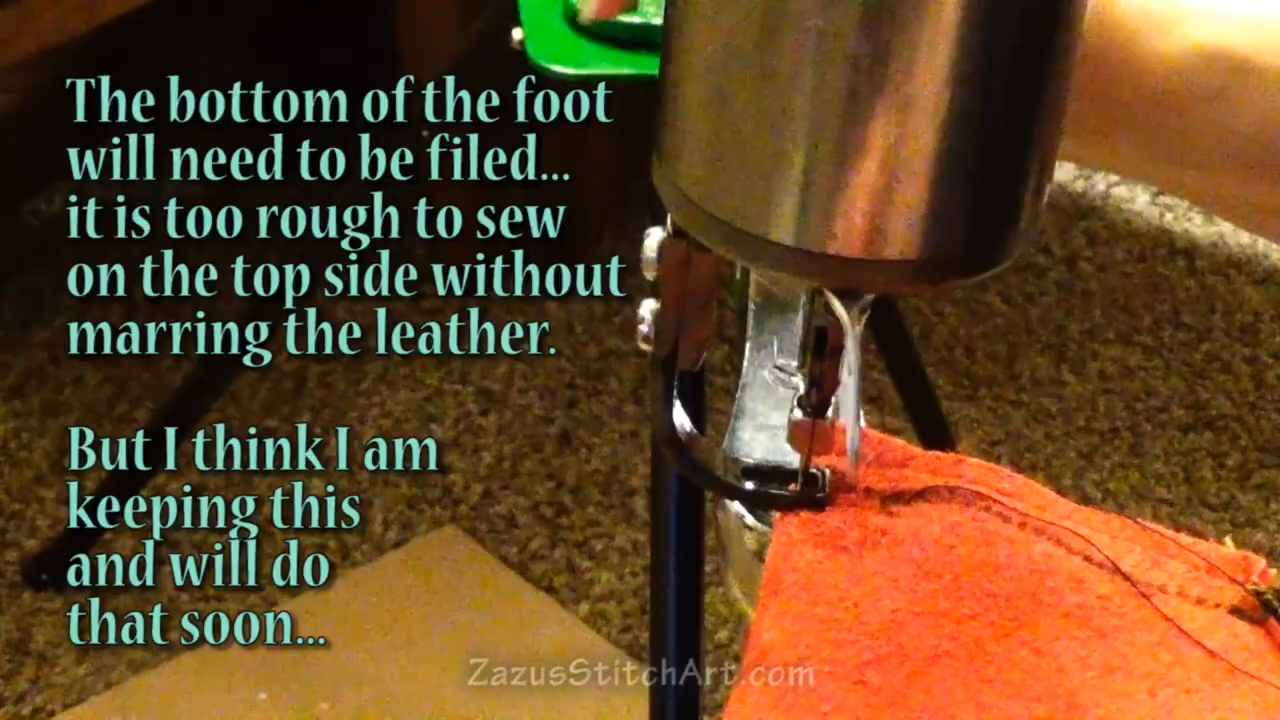 The bottom of the foot
will need to be filed...
it is too rough to sew
on the top side without
marring the leather.
But I think I am
keeping this
and will do
that soon...
ZazusStitchArt.com